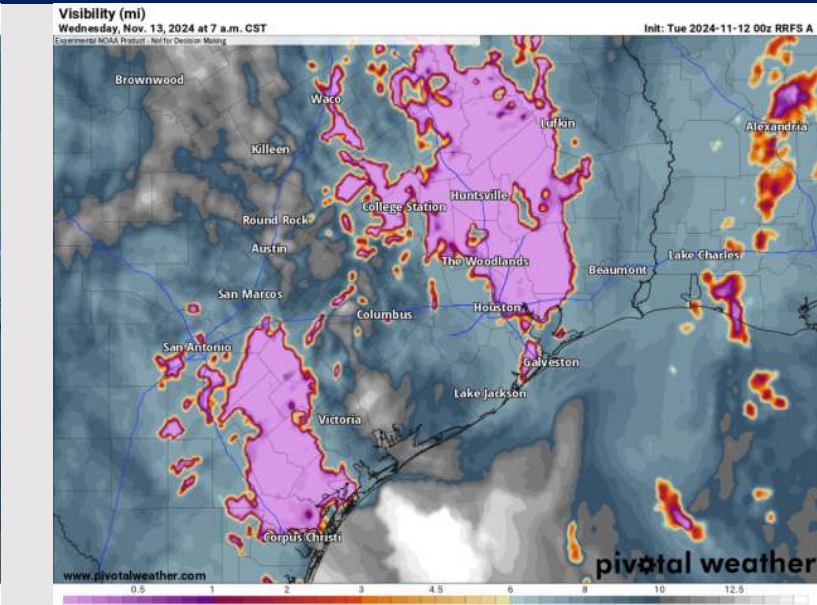 Visibility (mi)
Wednesday, Nov. 13, 2024 at 7 a.m. CST
Init: Tue 2024-11-12 00z RRFS A
Experimental NOAA Product - Not for Decision Making
Brownwood
Waco
Lufkin
Alexandria
Killeen
Huntsville
College Station
Round Rock
Austin
The Woodlands
Lake Charles
Beaumont
San Marcos
Houston
Columbus
San Antonio
Galveston
Lake Jackson
Victoria
Corpus Christi
pivotal weather
www.pivotalweather.com
0.5 1 2 3 4.5 6 8 10 12.5